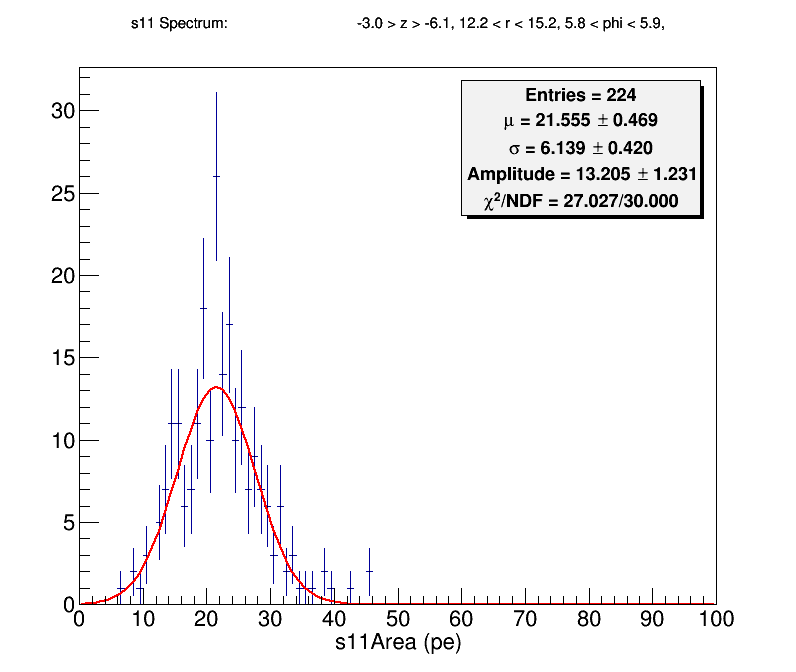 s11 Spectrum: -3.0 > z > -6.1, 12.2 < r < 15.2, 5.8 < phi < 5.9,
Entries = 224
μ = 21.555 ± 0.469
σ = 6.139 ± 0.420
Amplitude = 13.205 ± 1.231
χ²/NDF = 27.027/30.000
30
25
20
15
10
5
0
0 10 20 30 40 50 60 70 80 90 100
s11Area (pe)